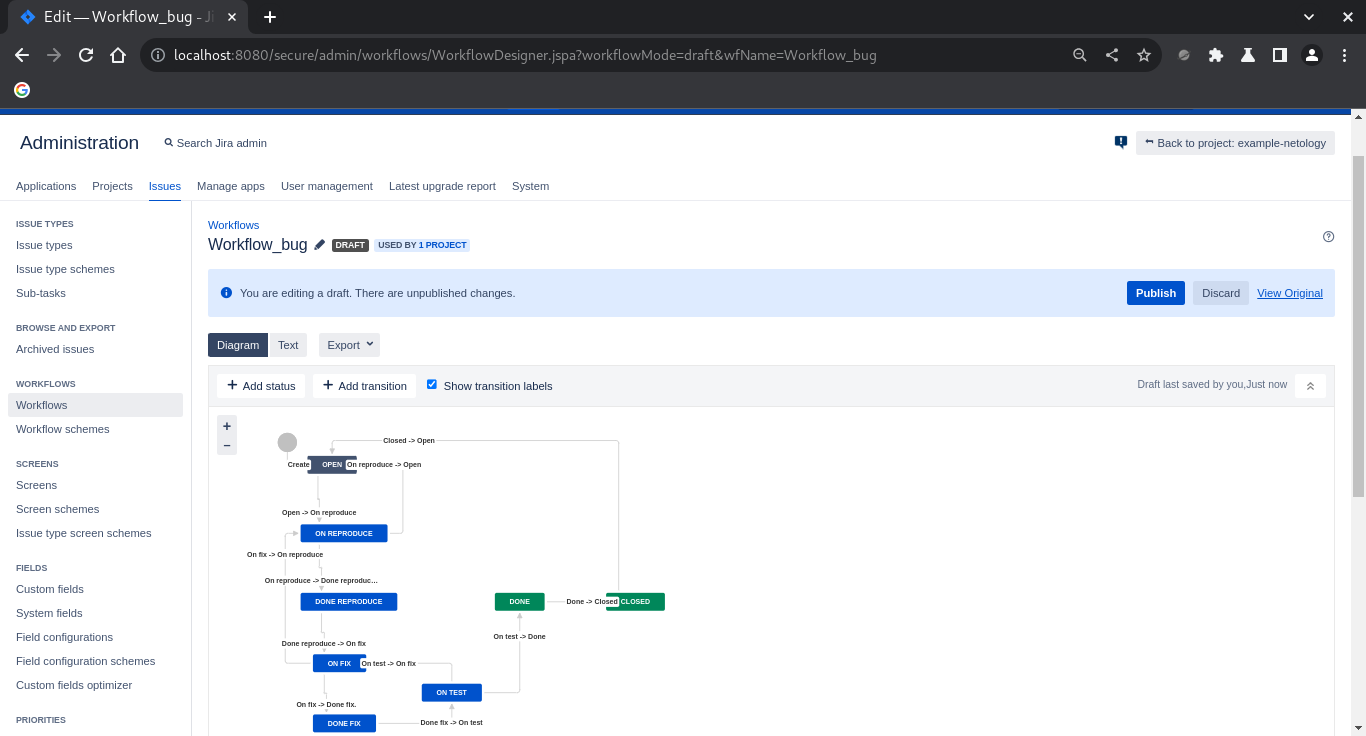 Edit — Workflow_bug - Ji
localhost:8080/secure/admin/workflows/WorkflowDesigner.jspa?workflowMode=draft&wfName=Workflow_bug
Administration
Search Jira admin
Back to project: example-netology
Applications Projects Issues Manage apps User management Latest upgrade report System
ISSUE TYPES
Issue types
Issue type schemes
Sub-tasks
BROWSE AND EXPORT
Archived issues
WORKFLOWS
Workflows
Workflow schemes
SCREENS
Screens
Screen schemes
Issue type screen schemes
FIELDS
Custom fields
System fields
Field configurations
Field configuration schemes
Custom fields optimizer
PRIORITIES
Workflows
Workflow_bug DRAFT USED BY 1 PROJECT
You are editing a draft. There are unpublished changes.
Publish Discard View Original
Diagram Text Export
+ Add status + Add transition Show transition labels
Draft last saved by you,Just now
+
−
Closed -> Open
Create OPEN On reproduce -> Open
Open -> On reproduce
ON REPRODUCE
On fix -> On reproduce
On reproduce -> Done reproduc...
DONE REPRODUCE DONE Done -> Closed CLOSED
On test -> Done
Done reproduce -> On fix
ON FIX On test -> On fix
ON TEST
On fix -> Done fix.
DONE FIX Done fix -> On test